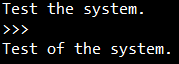 Test the system.
>>>
Test of the system.